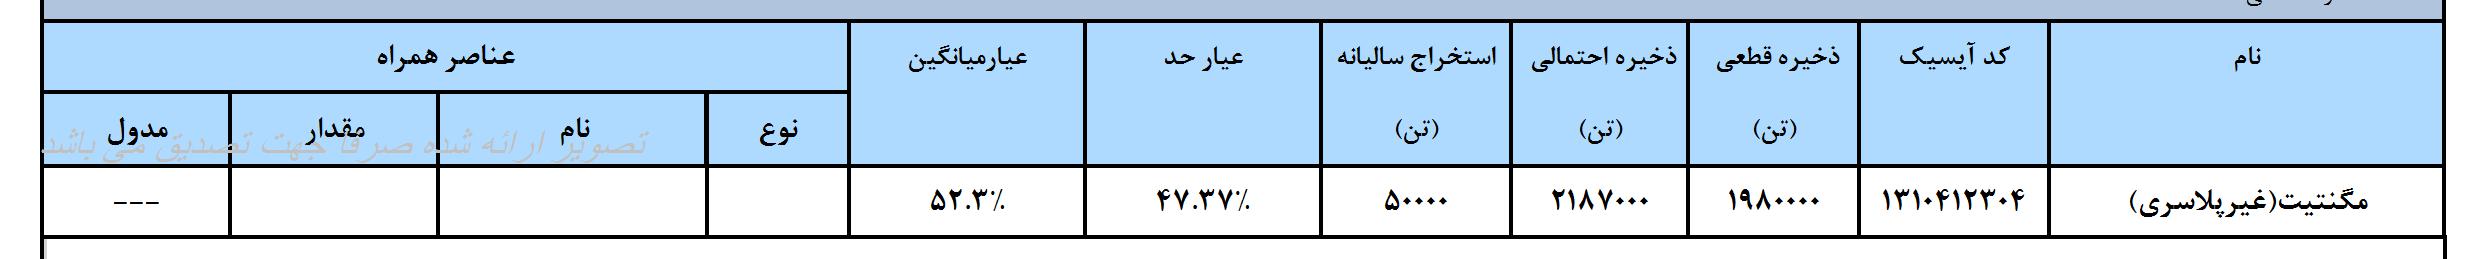 نام	کد آیسیک	ذخیره قطعی (تن)	ذخیره احتمالی (تن)	استخراج سالیانه (تن)	عیار حد	عیارمیانگین	عناصر همراه
نوع	نام	مقدار	مدول
تصویر ارائه شده صرفا جهت تصدیق می باشد
مگنتیت(غیرپلاسری)	۱۳۱۰۴۱۲۳۰۴	۱۹۸۰۰۰۰	۲۱۸۷۰۰۰	۵۰۰۰۰	۴۷.۳۷٪	۵۲.۳٪	---